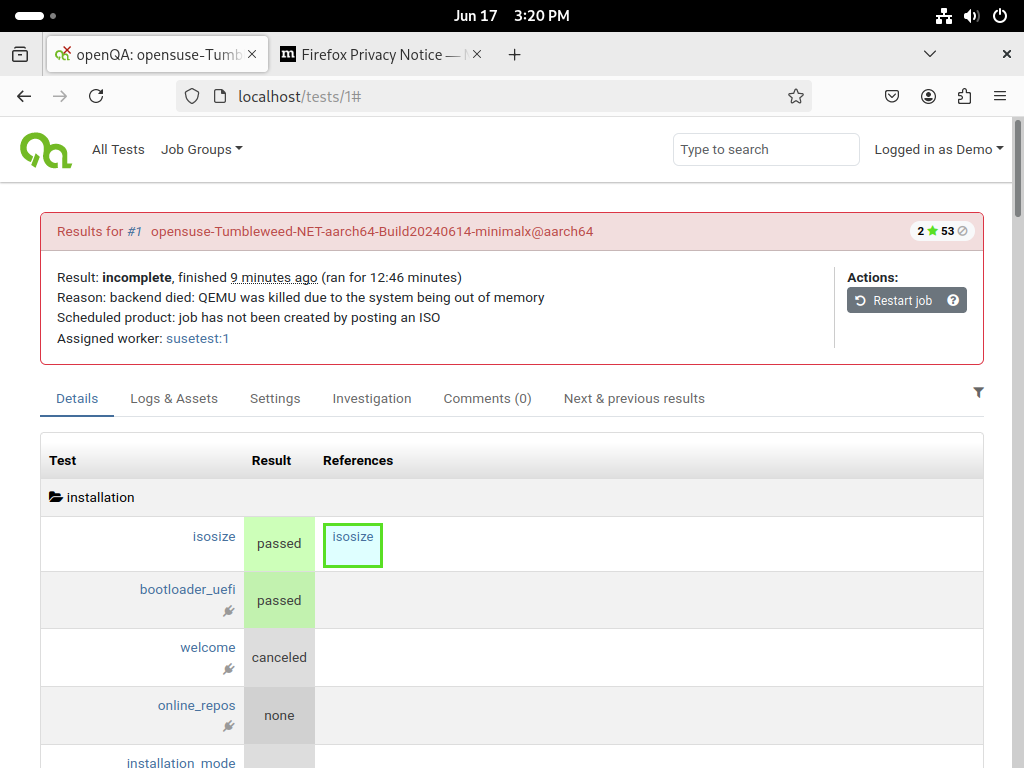 Jun 17 3:20 PM
openQA: opensuse-Tumb
Firefox Privacy Notice —
localhost/tests/1#
All Tests Job Groups Type to search Logged in as Demo
Results for #1 opensuse-Tumbleweed-NET-aarch64-Build20240614-minimalx@aarch64 2 53
Result: incomplete, finished 9 minutes ago (ran for 12:46 minutes)
Reason: backend died: QEMU was killed due to the system being out of memory
Scheduled product: job has not been created by posting an ISO
Assigned worker: susetest:1
Actions:
Restart job
Details Logs & Assets Settings Investigation Comments (0) Next & previous results
Test Result References
installation
isosize passed isosize
bootloader_uefi passed
welcome canceled
online_repos none
installation_mode